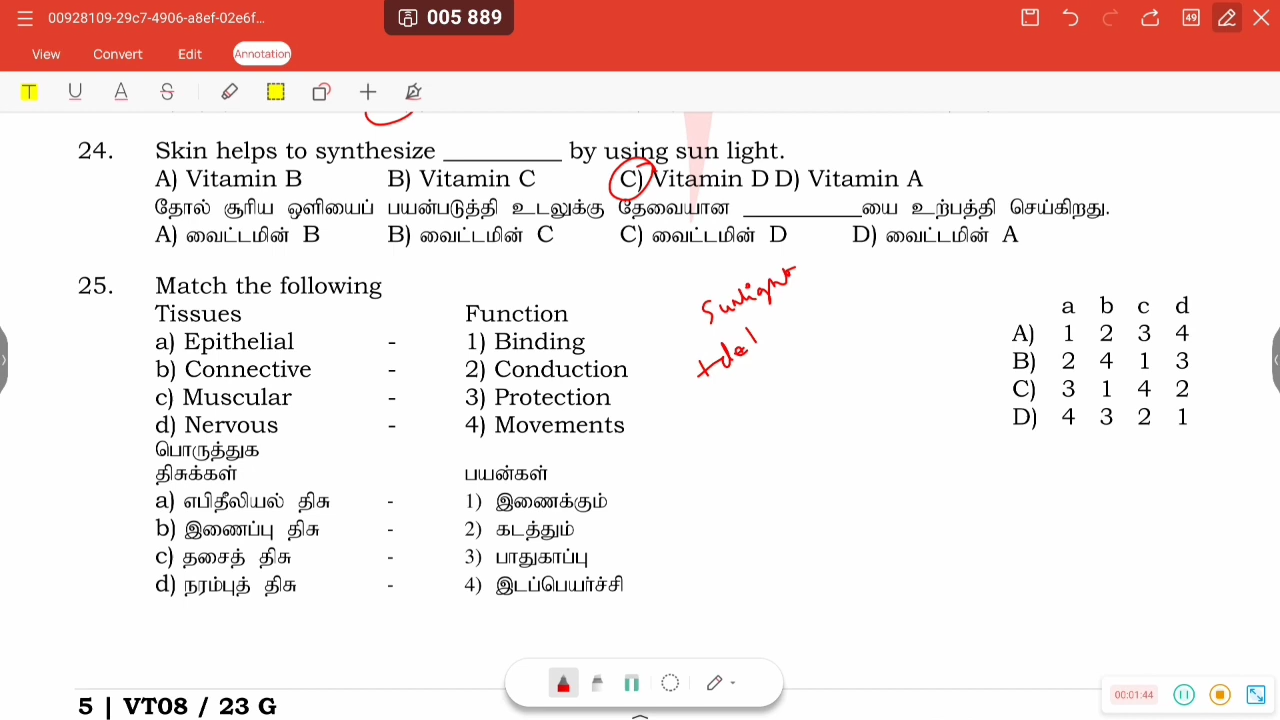 00928109-29c7-4906-a8ef-02e6f...
005 889
49
View Convert Edit Annotation
T U A S
24. Skin helps to synthesize __________ by using sun light.
A) Vitamin B B) Vitamin C C) Vitamin D D) Vitamin A
தோல் சூரிய ஒளியைப் பயன்படுத்தி உடலுக்கு தேவையான __________யை உற்பத்தி செய்கிறது.
A) வைட்டமின் B B) வைட்டமின் C C) வைட்டமின் D D) வைட்டமின் A
25. Match the following
Tissues Function
a) Epithelial - 1) Binding
b) Connective - 2) Conduction
c) Muscular - 3) Protection
d) Nervous - 4) Movements
பொருத்துக
திசுக்கள் பயன்கள்
a) எபிதீலியல் திசு - 1) இணைக்கும்
b) இணைப்பு திசு - 2) கடத்தும்
c) தசைத் திசு - 3) பாதுகாப்பு
d) நரம்புத் திசு - 4) இடப்பெயர்ச்சி
Sunlight
a b c d
A) 1 2 3 4
B) 2 4 1 3
C) 3 1 4 2
D) 4 3 2 1
5 | VT08 / 23 G
00:01:44